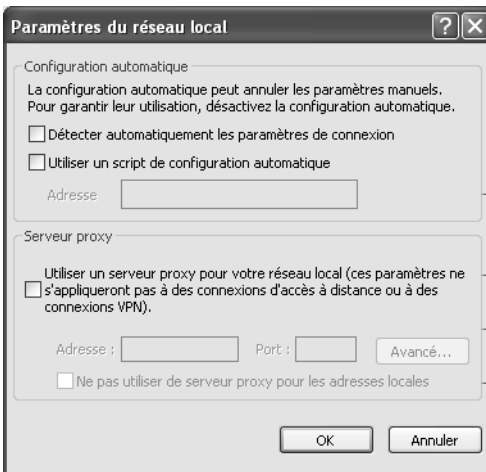 Paramètres du réseau local
Configuration automatique
La configuration automatique peut annuler les paramètres manuels.
Pour garantir leur utilisation, désactivez la configuration automatique.
Détecter automatiquement les paramètres de connexion
Utiliser un script de configuration automatique
Adresse
Serveur proxy
Utiliser un serveur proxy pour votre réseau local (ces paramètres ne
s'appliqueront pas à des connexions d'accès à distance ou à des
connexions VPN).
Adresse : Port : Avancé...
Ne pas utiliser de serveur proxy pour les adresses locales
OK Annuler